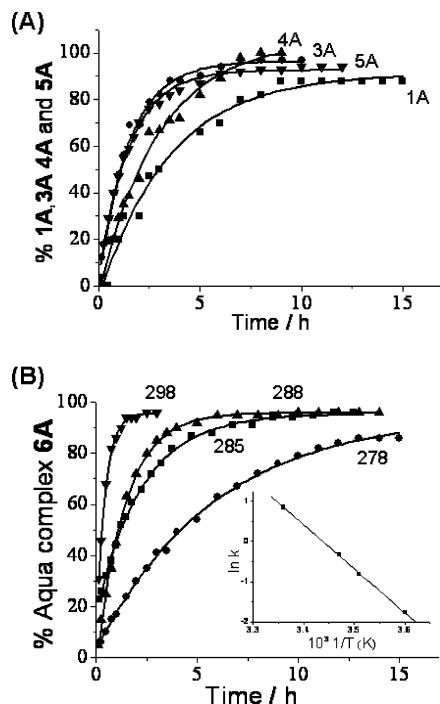 (A)
4A
3A
5A
1A
100
80
60
40
20
0
% 1A,3A 4A and 5A
0 5 10 15
Time / h
(B)
298
288
285
278
100
80
60
40
20
0
% Aqua complex 6A
1
0
-1
-2
ln k
3.3 3.4 3.5 3.6
10³ 1/T (K)
0 5 10 15
Time / h